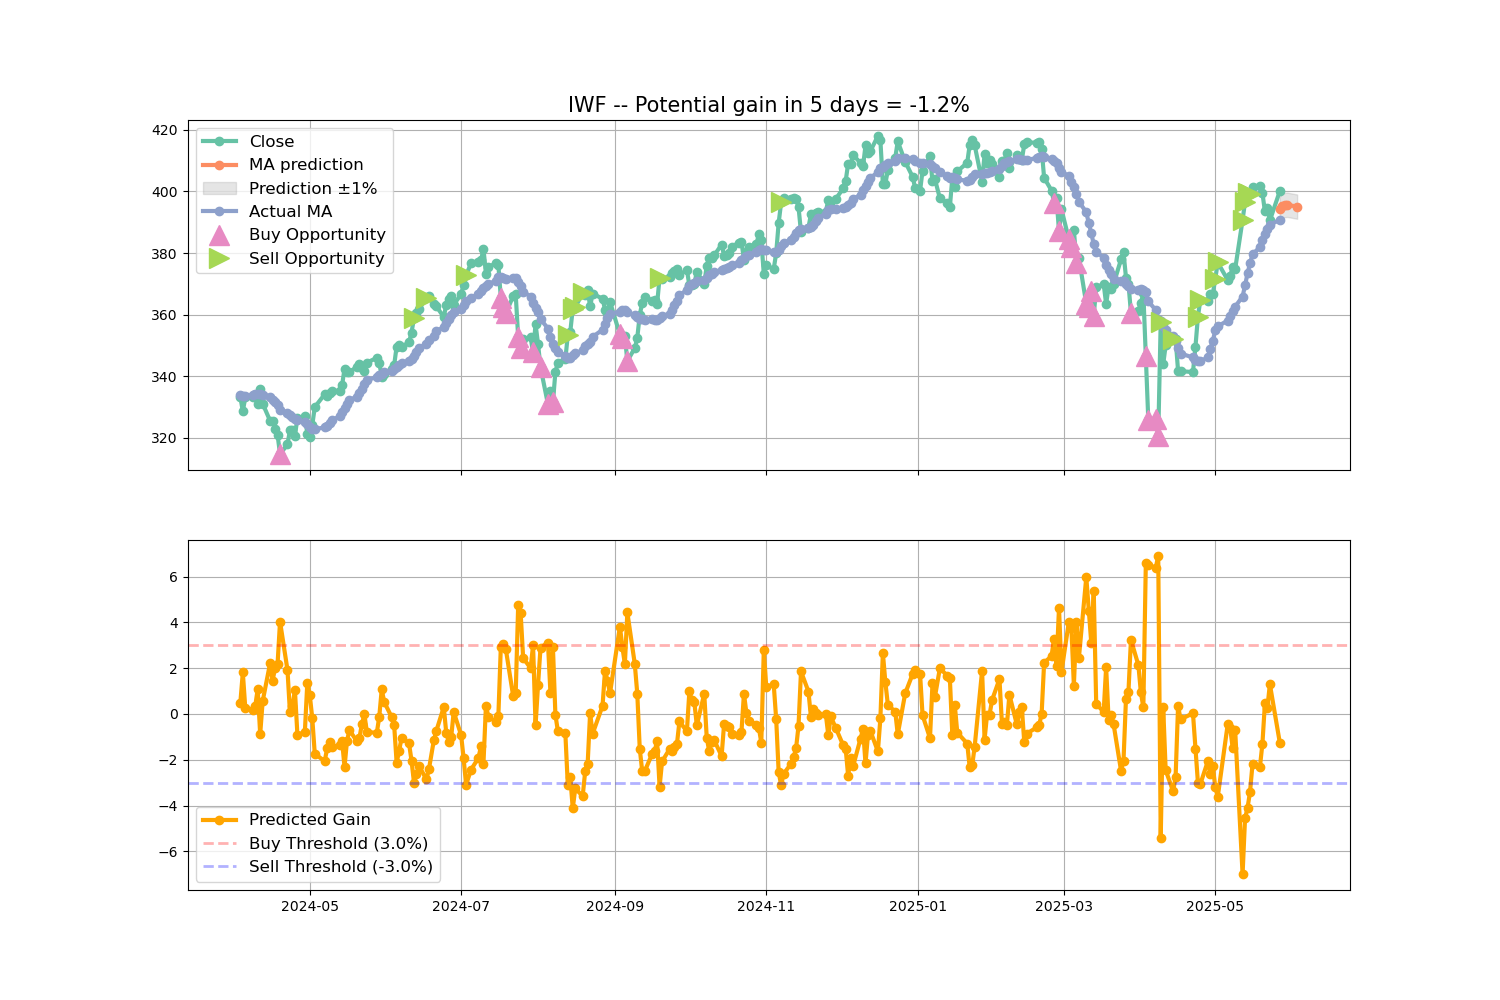 IWF -- Potential gain in 5 days = -1.2%
420
400
380
360
340
320
Close
MA prediction
Prediction ±1%
Actual MA
Buy Opportunity
Sell Opportunity
6
4
2
0
−2
−4
−6
Predicted Gain
Buy Threshold (3.0%)
Sell Threshold (-3.0%)
2024-05
2024-07
2024-09
2024-11
2025-01
2025-03
2025-05